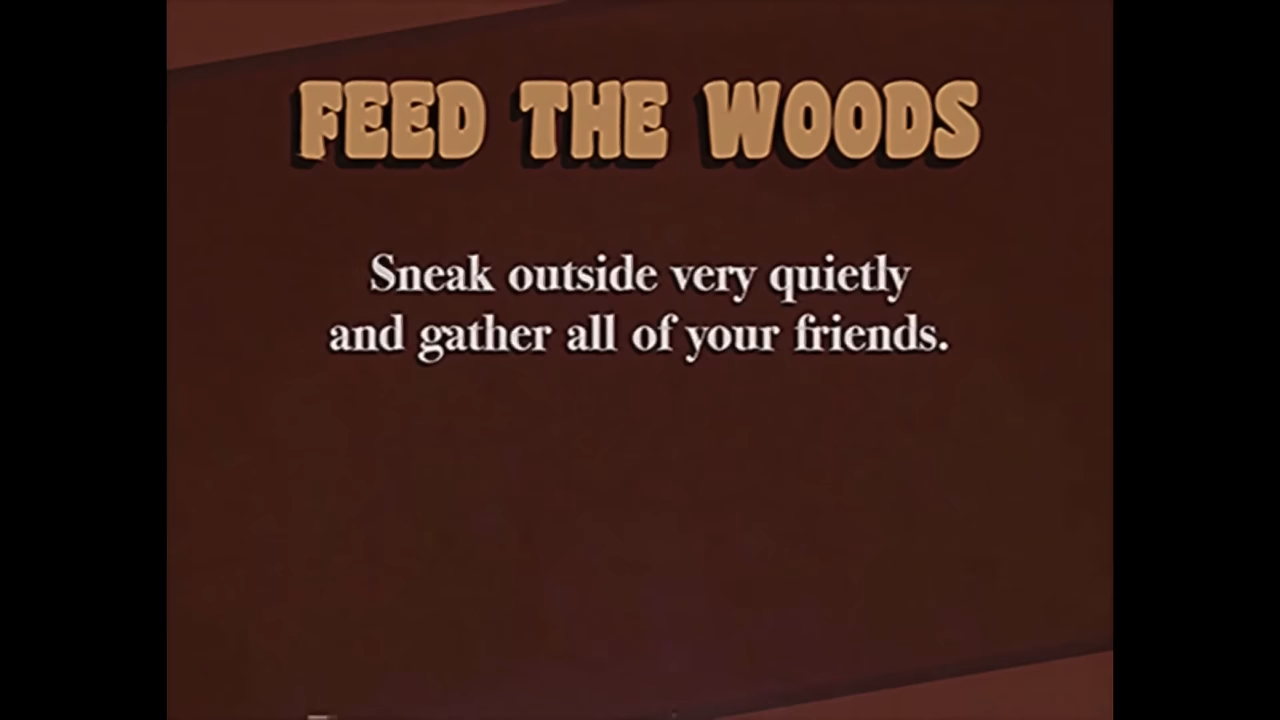 FEED THE WOODS
Sneak outside very quietly
and gather all of your friends.